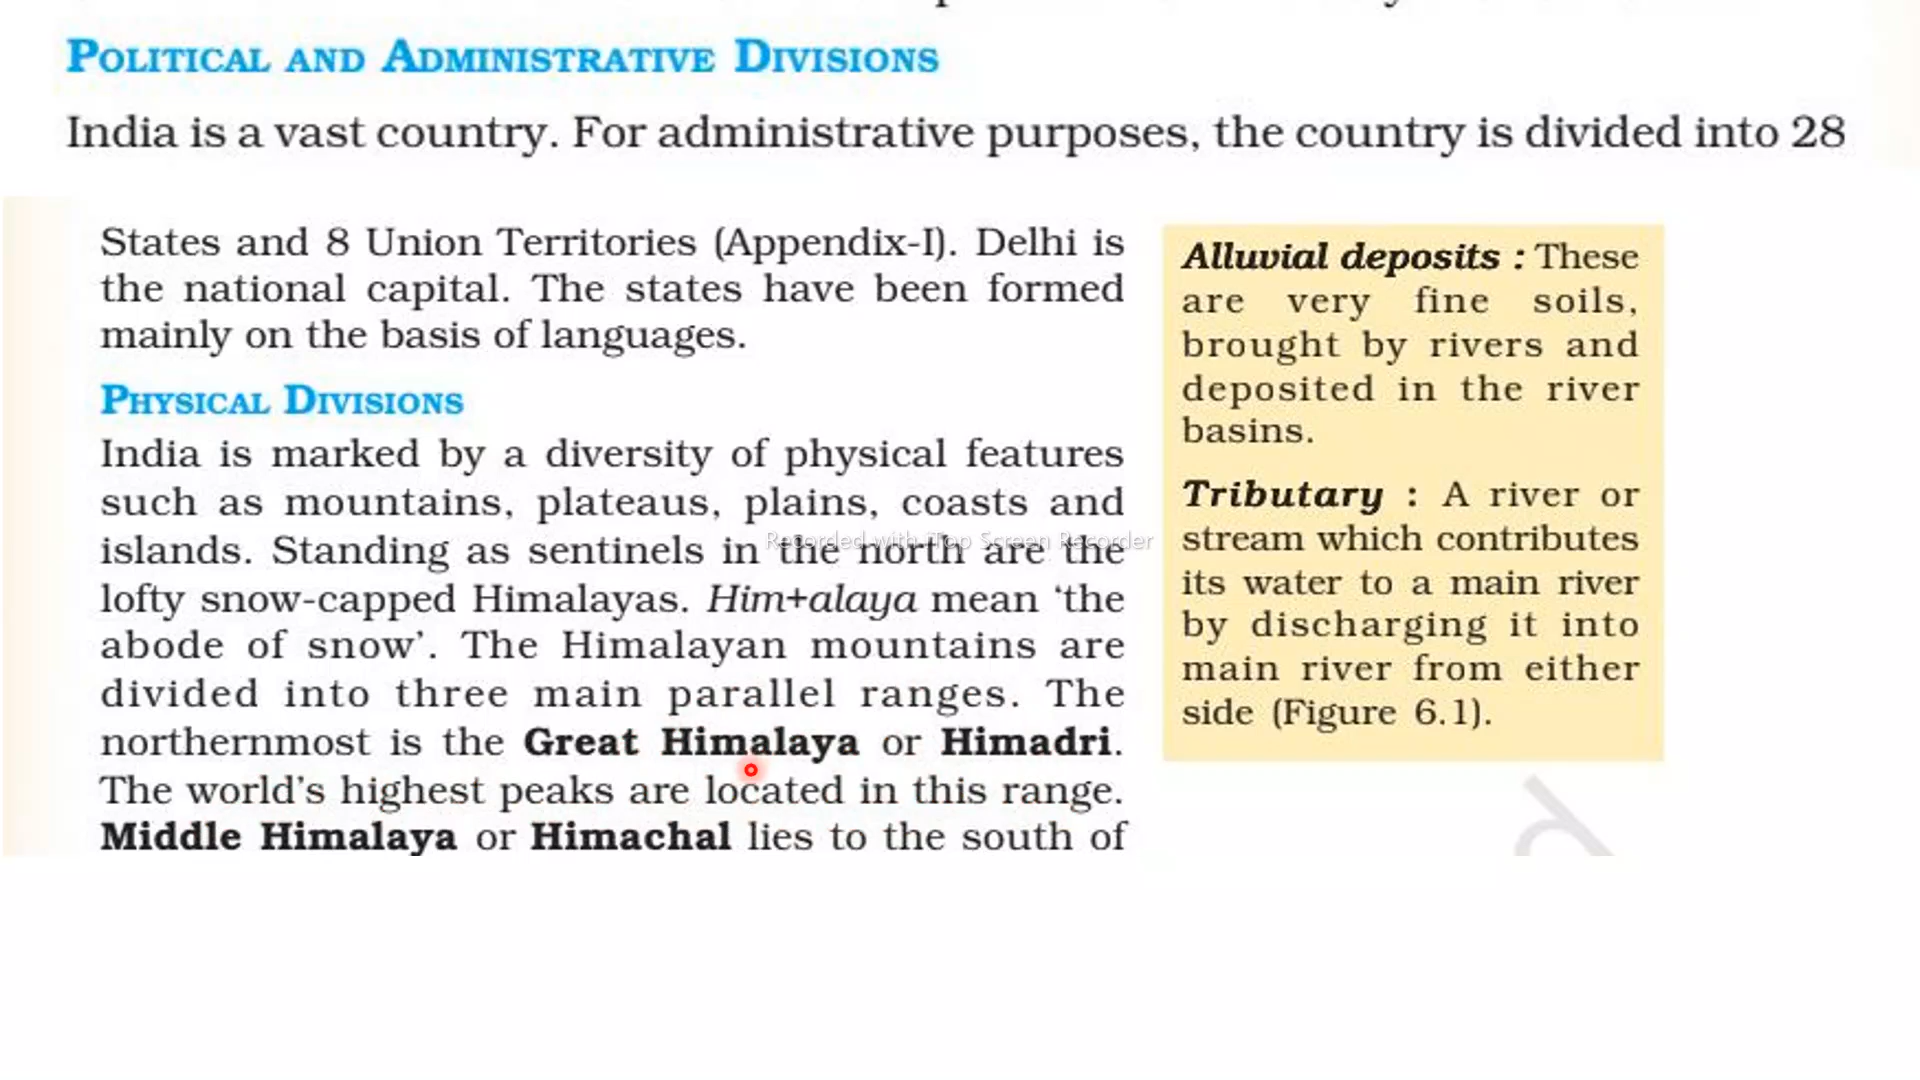 POLITICAL AND ADMINISTRATIVE DIVISIONS
India is a vast country. For administrative purposes, the country is divided into 28
States and 8 Union Territories (Appendix-I). Delhi is
the national capital. The states have been formed
mainly on the basis of languages.
PHYSICAL DIVISIONS
India is marked by a diversity of physical features
such as mountains, plateaus, plains, coasts and
islands. Standing as sentinels in the north are the
lofty snow-capped Himalayas. Him+alaya mean ‘the
abode of snow’. The Himalayan mountains are
divided into three main parallel ranges. The
northernmost is the Great Himalaya or Himadri.
The world’s highest peaks are located in this range.
Middle Himalaya or Himachal lies to the south of
Alluvial deposits : These
are very fine soils,
brought by rivers and
deposited in the river
basins.
Tributary : A river or
stream which contributes
its water to a main river
by discharging it into
main river from either
side (Figure 6.1).
Recorded with iTop Screen Recorder